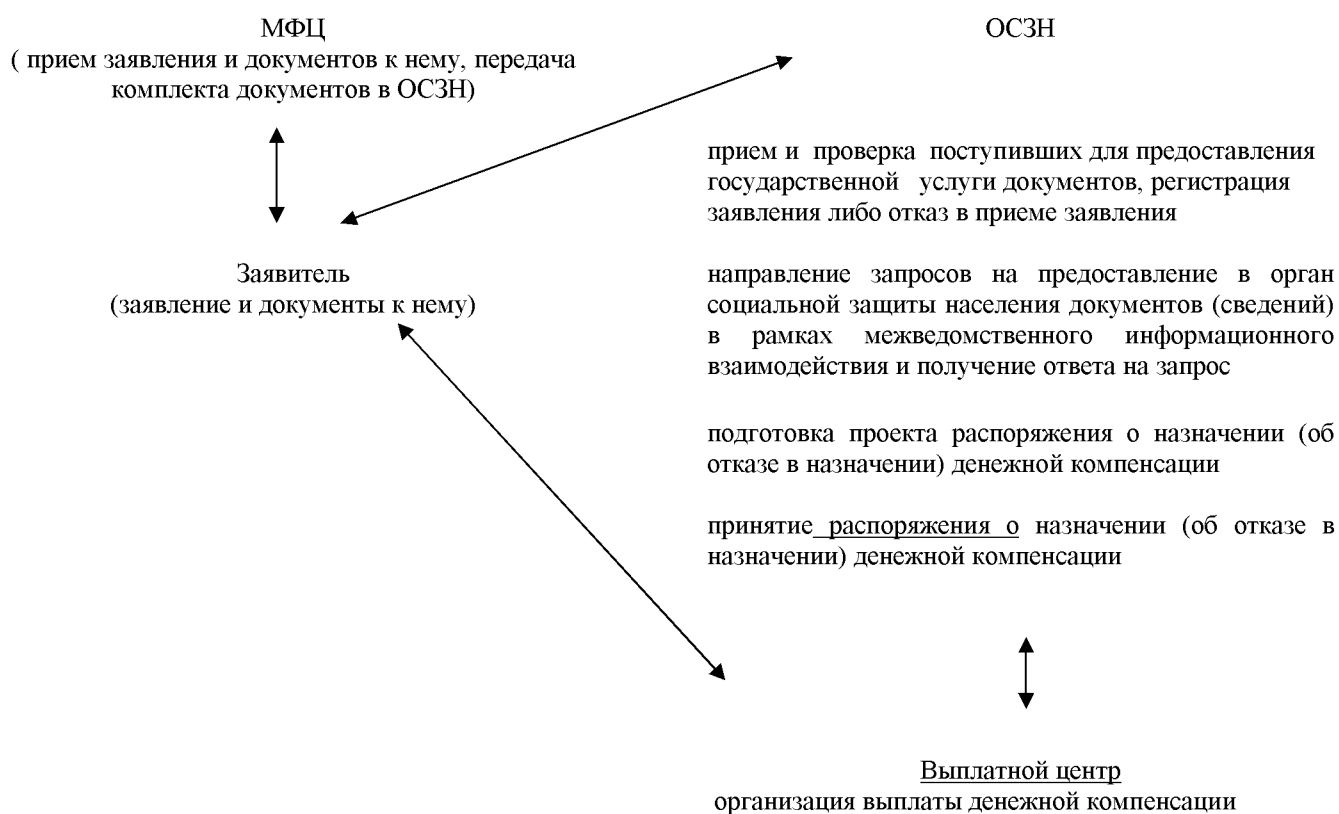 МФЦ
( прием заявления и документов к нему, передача
комплекта документов в ОСЗН)
Заявитель
(заявление и документы к нему)
ОСЗН
прием и проверка поступивших для предоставления
государственной услуги документов, регистрация
заявления либо отказ в приеме заявления
направление запросов на предоставление в орган
социальной защиты населения документов (сведений)
в рамках межведомственного информационного
взаимодействия и получение ответа на запрос
подготовка проекта распоряжения о назначении (об
отказе в назначении) денежной компенсации
принятие распоряжения о назначении (об отказе в
назначении) денежной компенсации
Выплатной центр
организация выплаты денежной компенсации